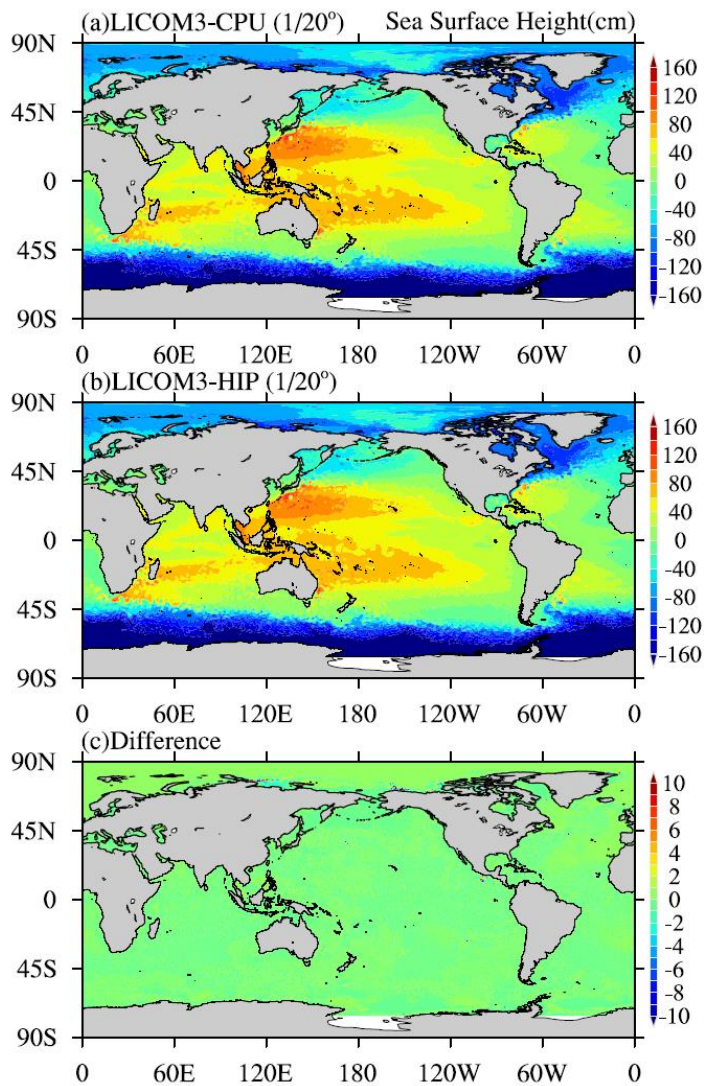 (a)LICOM3-CPU (1/20°) Sea Surface Height(cm)
90N
45N
0
45S
90S
0 60E 120E 180 120W 60W 0
160
120
80
40
0
-40
-80
-120
-160
(b)LICOM3-HIP (1/20°)
90N
45N
0
45S
90S
0 60E 120E 180 120W 60W 0
160
120
80
40
0
-40
-80
-120
-160
(c)Difference
90N
45N
0
45S
90S
0 60E 120E 180 120W 60W 0
10
8
6
4
2
0
-2
-4
-6
-8
-10